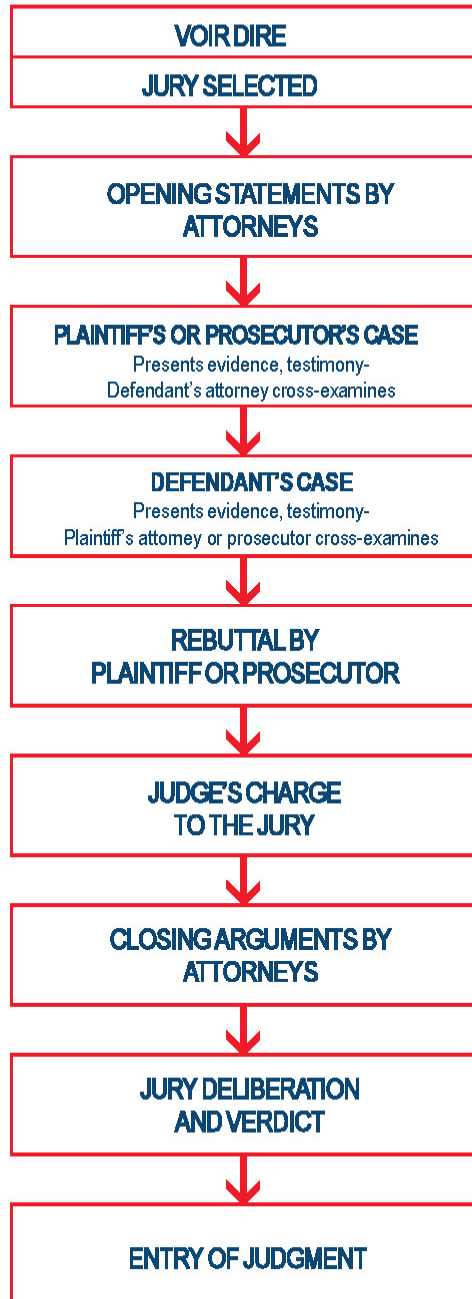 VOIR DIRE
JURY SELECTED
OPENING STATEMENTS BY
ATTORNEYS
PLAINTIFF'S OR PROSECUTOR'S CASE
Presents evidence, testimony-
Defendant's attorney cross-examines
DEFENDANT'S CASE
Presents evidence, testimony-
Plaintiff's attorney or prosecutor cross-examines
REBUTTAL BY
PLAINTIFF OR PROSECUTOR
JUDGE'S CHARGE
TO THE JURY
CLOSING ARGUMENTS BY
ATTORNEYS
JURY DELIBERATION
AND VERDICT
ENTRY OF JUDGMENT